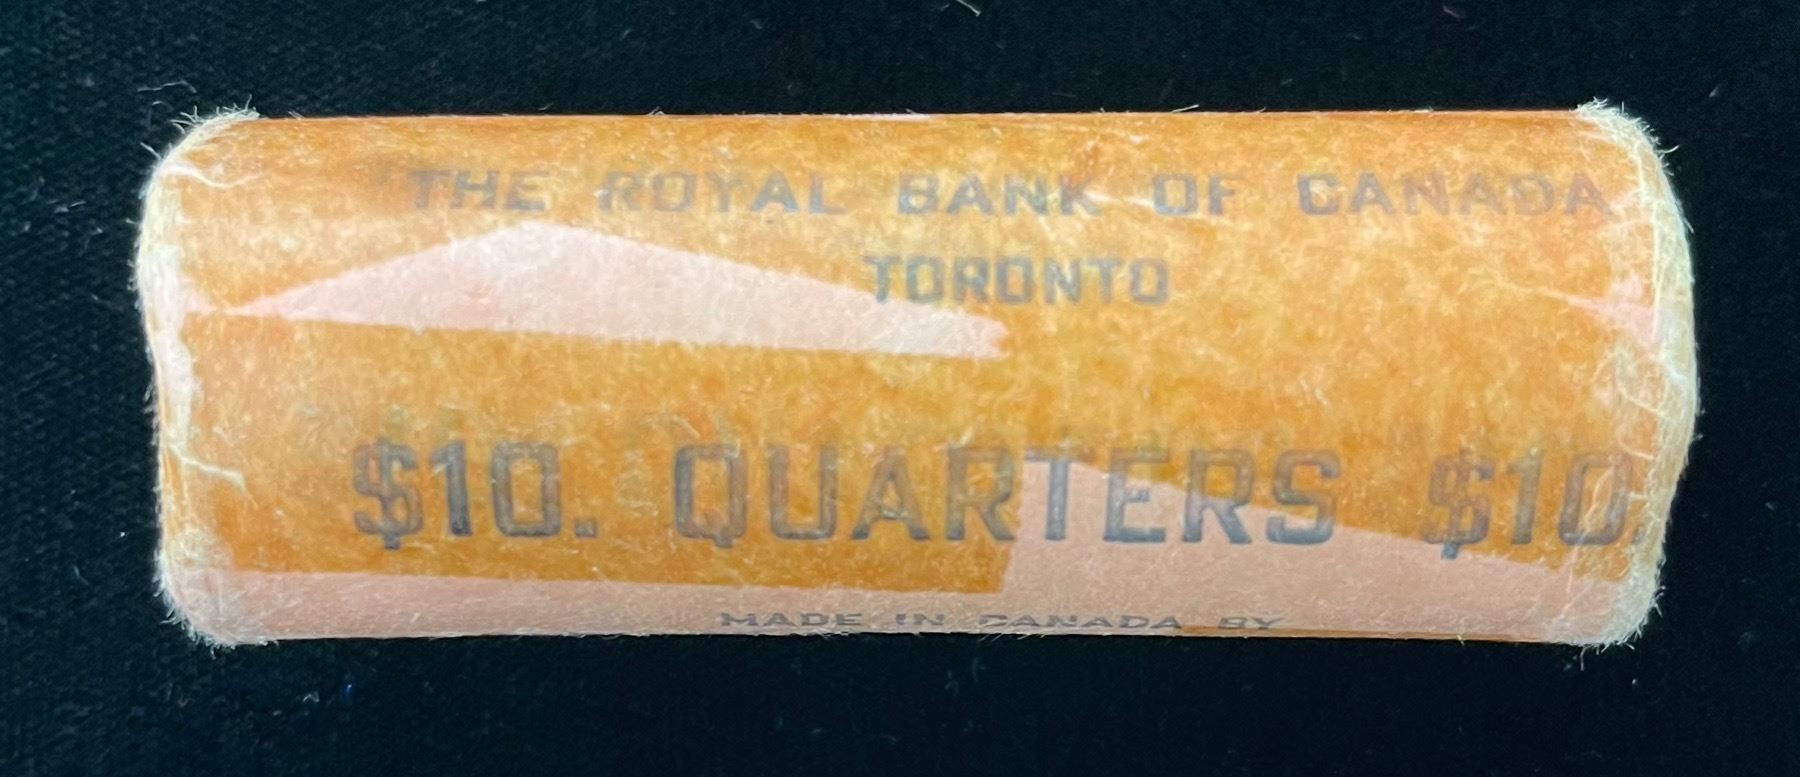 THE ROYAL BANK OF CANADA
TORONTO
$10. QUARTERS $10.
MADE IN CANADA BY